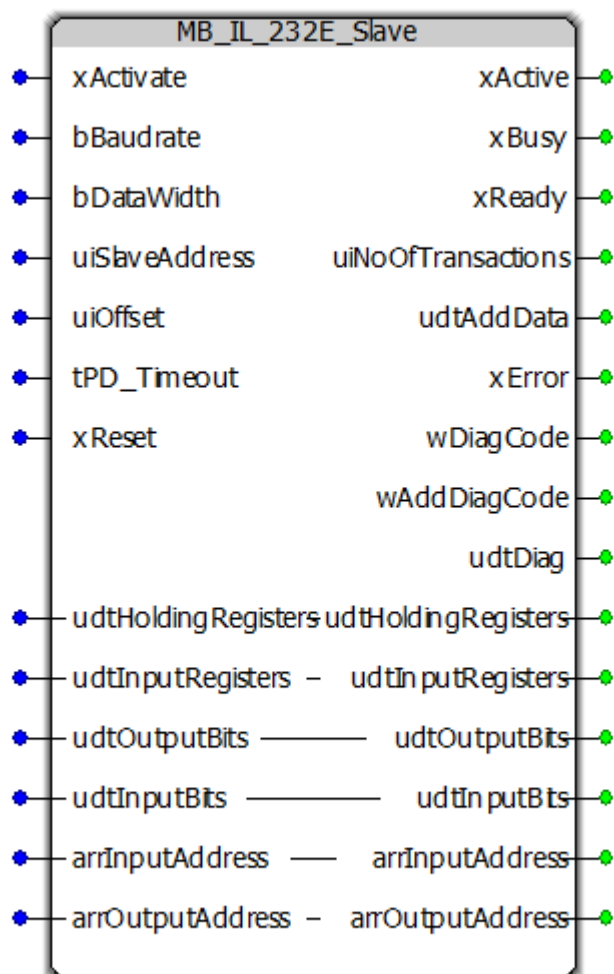 MB_IL_232E_Slave
xActivate xActive
bBaudrate xBusy
bDataWidth xReady
uiSlaveAddress uiNoOfTransactions
uiOffset udtAddData
tPD_Timeout xError
xReset wDiagCode
wAddDiagCode
udtDiag
udtHoldingRegisters udtHoldingRegisters
udtInputRegisters udtInputRegisters
udtOutputBits udtOutputBits
udtInputBits udtInputBits
arrInputAddress arrInputAddress
arrOutputAddress arrOutputAddress